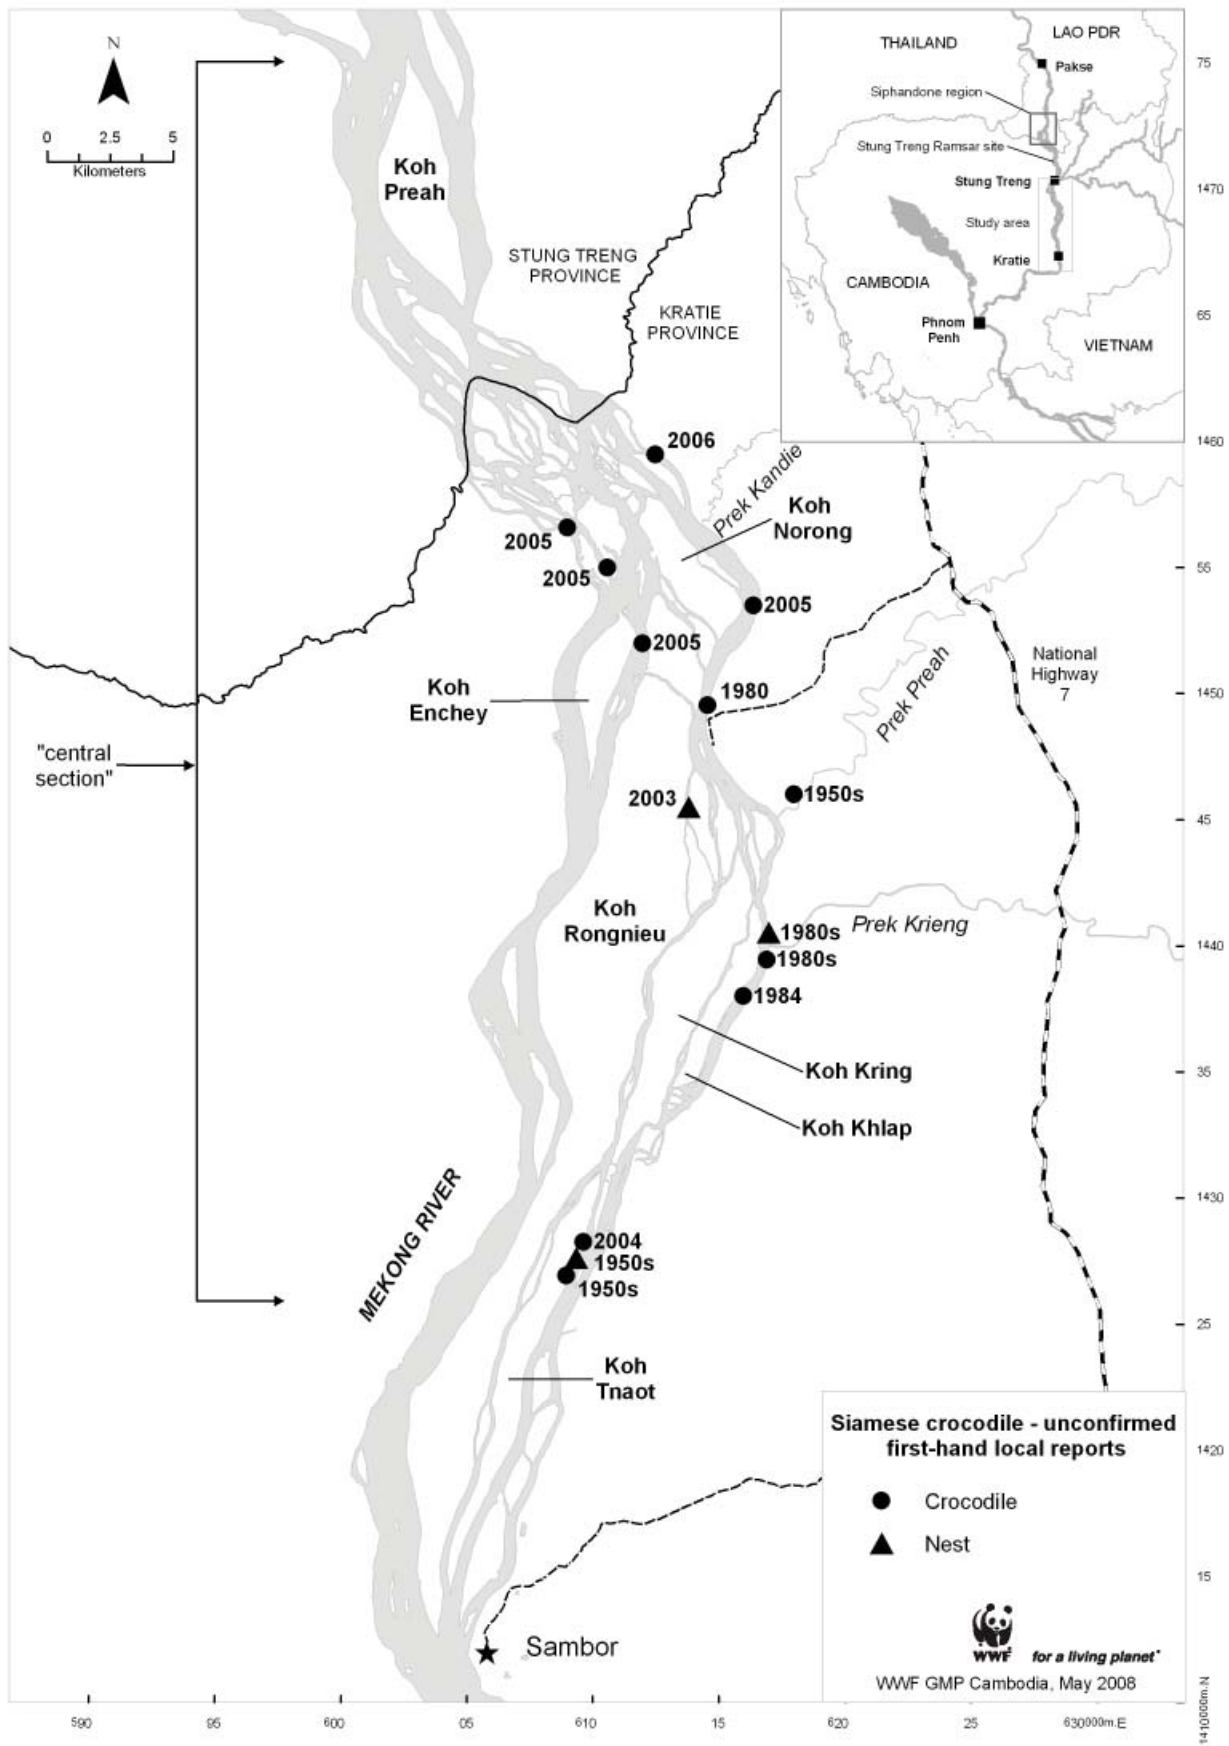 N
0 2.5 5
Kilometers
Koh
Preah
STUNG TRENG
PROVINCE
KRATIE
PROVINCE
THAILAND
LAO PDR
Pakse
Siphandone region
Stung Treng Ramsar site
Stung Treng
Study area
Kratie
CAMBODIA
Phnom
Penh
VIETNAM
75
1470
65
1460
55
1450
45
1440
35
1430
25
1420
15
1410000m.N
2006
Prek Kandie
Koh
Norong
2005
2005
2005
2005
Koh
Enchey
1980
National
Highway
7
Prek Preah
"central
section"
2003
1950s
Koh
Rongnieu
1980s
Prek Krieng
1980s
1984
Koh Kring
Koh Khlap
MEKONG RIVER
2004
1950s
1950s
Koh
Tnaot
Siamese crocodile - unconfirmed
first-hand local reports
Crocodile
Nest
WWF
for a living planet
WWF GMP Cambodia, May 2008
Sambor
590 95 600 05 610 15 620 25 630000m.E